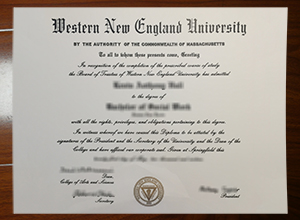 Western New England University
BY THE AUTHORITY OF THE COMMONWEALTH OF MASSACHUSETTS
To all to whom these presents come, Greeting
In recognition of the completion of the prescribed course of study
the Board of Trustees of Western New England University has admitted
to the degree of
Bachelor of Social Work
with all the rights, privileges, and obligations pertaining to this degree.
In witness whereof we have caused this Diploma to be attested by the
signatures of the President and the Secretary of the University and the Dean of the
College and have affixed our corporate Seal. Given at Springfield this
Dean,
College of Arts and Sciences
President
Secretary